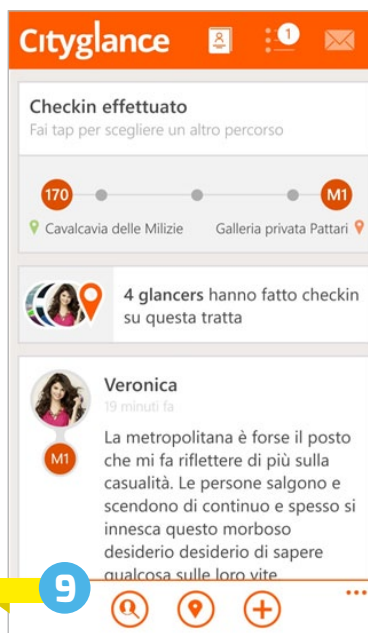 Cityglance
1
Checkin effettuato
Fai tap per scegliere un altro percorso
170
M1
Cavalcavia delle Milizie
Galleria privata Pattari
4 glancers hanno fatto checkin
su questa tratta
Veronica
19 minuti fa
M1
La metropolitana è forse il posto
che mi fa riflettere di più sulla
casualità. Le persone salgono e
scendono di continuo e spesso si
innesca questo morboso
desiderio desiderio di sapere
qualcosa sulle loro vite
9